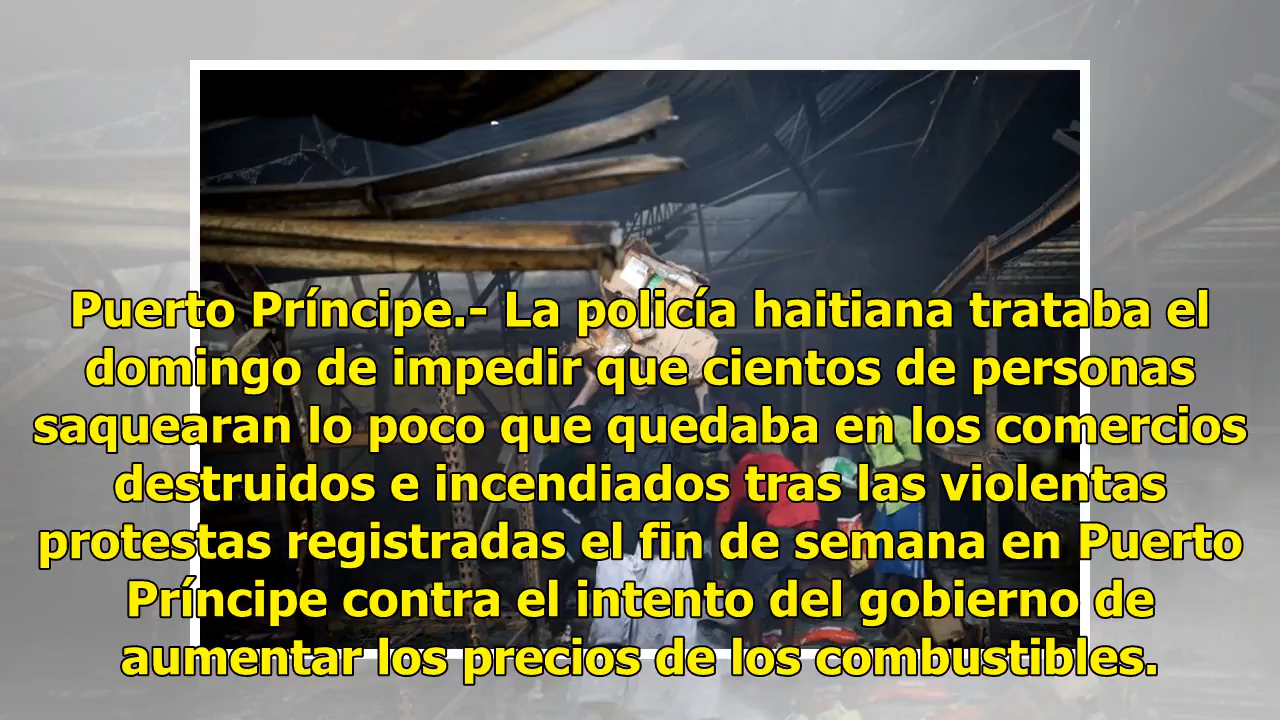 Puerto Príncipe.- La policía haitiana trataba el
domingo de impedir que cientos de personas
saquearan lo poco que quedaba en los comercios
destruidos e incendiados tras las violentas
protestas registradas el fin de semana en Puerto
Príncipe contra el intento del gobierno de
aumentar los precios de los combustibles.